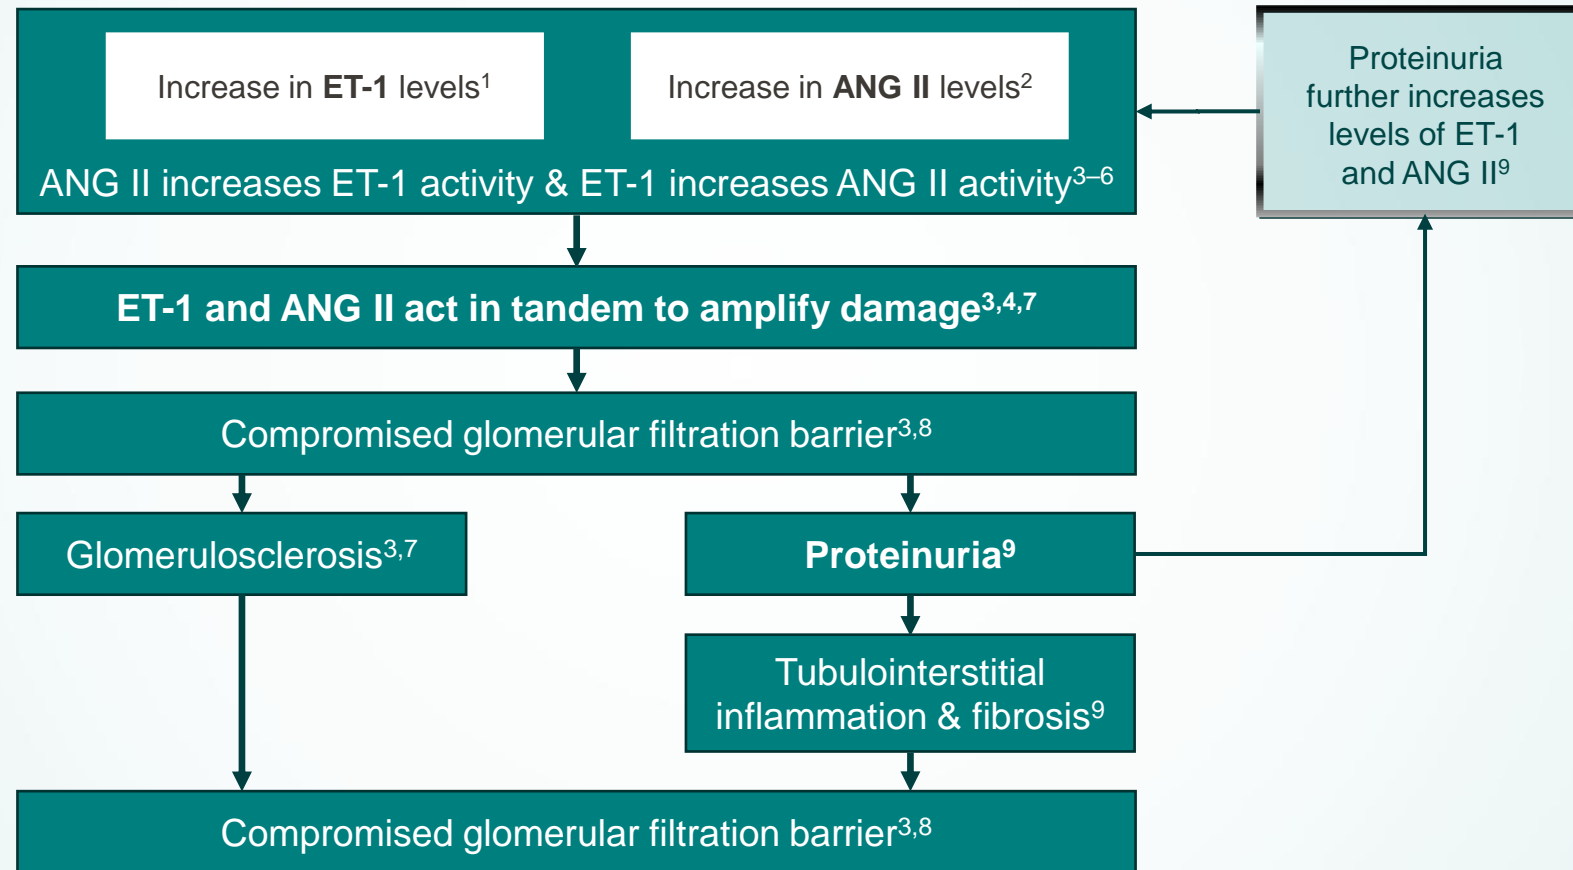 Increase in ET-1 levels¹
Increase in ANG II levels²
ANG II increases ET-1 activity & ET-1 increases ANG II activity³⁻⁶
Proteinuria
further increases
levels of ET-1
and ANG II⁹
ET-1 and ANG II act in tandem to amplify damage³,⁴,⁷
Compromised glomerular filtration barrier³,⁸
Glomerulosclerosis³,⁷
Proteinuria⁹
Tubulointerstitial
inflammation & fibrosis⁹
Compromised glomerular filtration barrier³,⁸